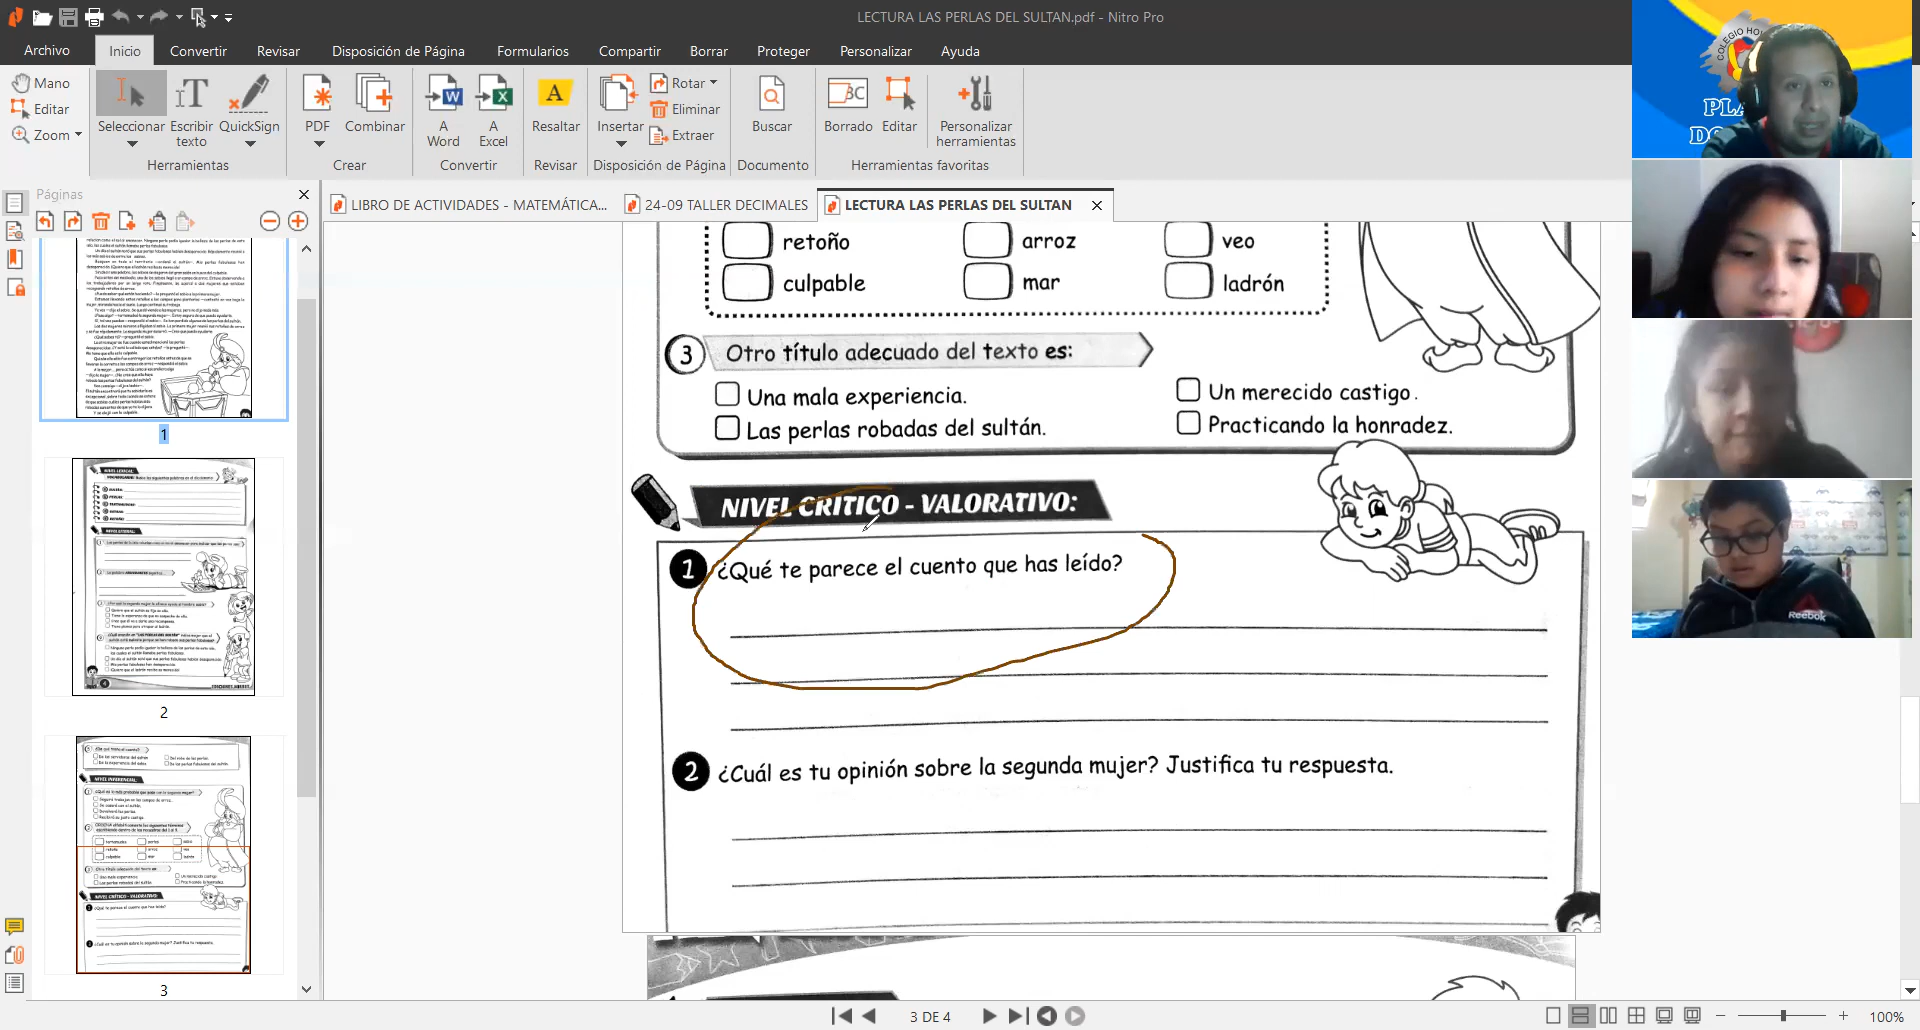 LECTURA LAS PERLAS DEL SULTAN.pdf - Nitro Pro
Archivo
Inicio
Convertir
Revisar
Disposición de Página
Formularios
Compartir
Borrar
Proteger
Personalizar
Ayuda
Mano
Editar
Zoom
Seleccionar
Escribir texto
QuickSign
Herramientas
PDF
Combinar
Crear
A Word
A Excel
Convertir
Resaltar
Revisar
Insertar
Rotar
Eliminar
Extraer
Disposición de Página
Buscar
Documento
Borrado
Editar
Personalizar herramientas
Herramientas favoritas
Páginas
LIBRO DE ACTIVIDADES - MATEMÁTICA...
24-09 TALLER DECIMALES
LECTURA LAS PERLAS DEL SULTAN
retoño
arroz
veo
culpable
mar
ladrón
3 Otro título adecuado del texto es:
Una mala experiencia.
Un merecido castigo.
Las perlas robadas del sultán.
Practicando la honradez.
NIVEL CRITICO - VALORATIVO:
1 ¿Qué te parece el cuento que has leído?
2 ¿Cuál es tu opinión sobre la segunda mujer? Justifica tu respuesta.
1
2
3
3 DE 4
100%
COLEGIO
Reebok